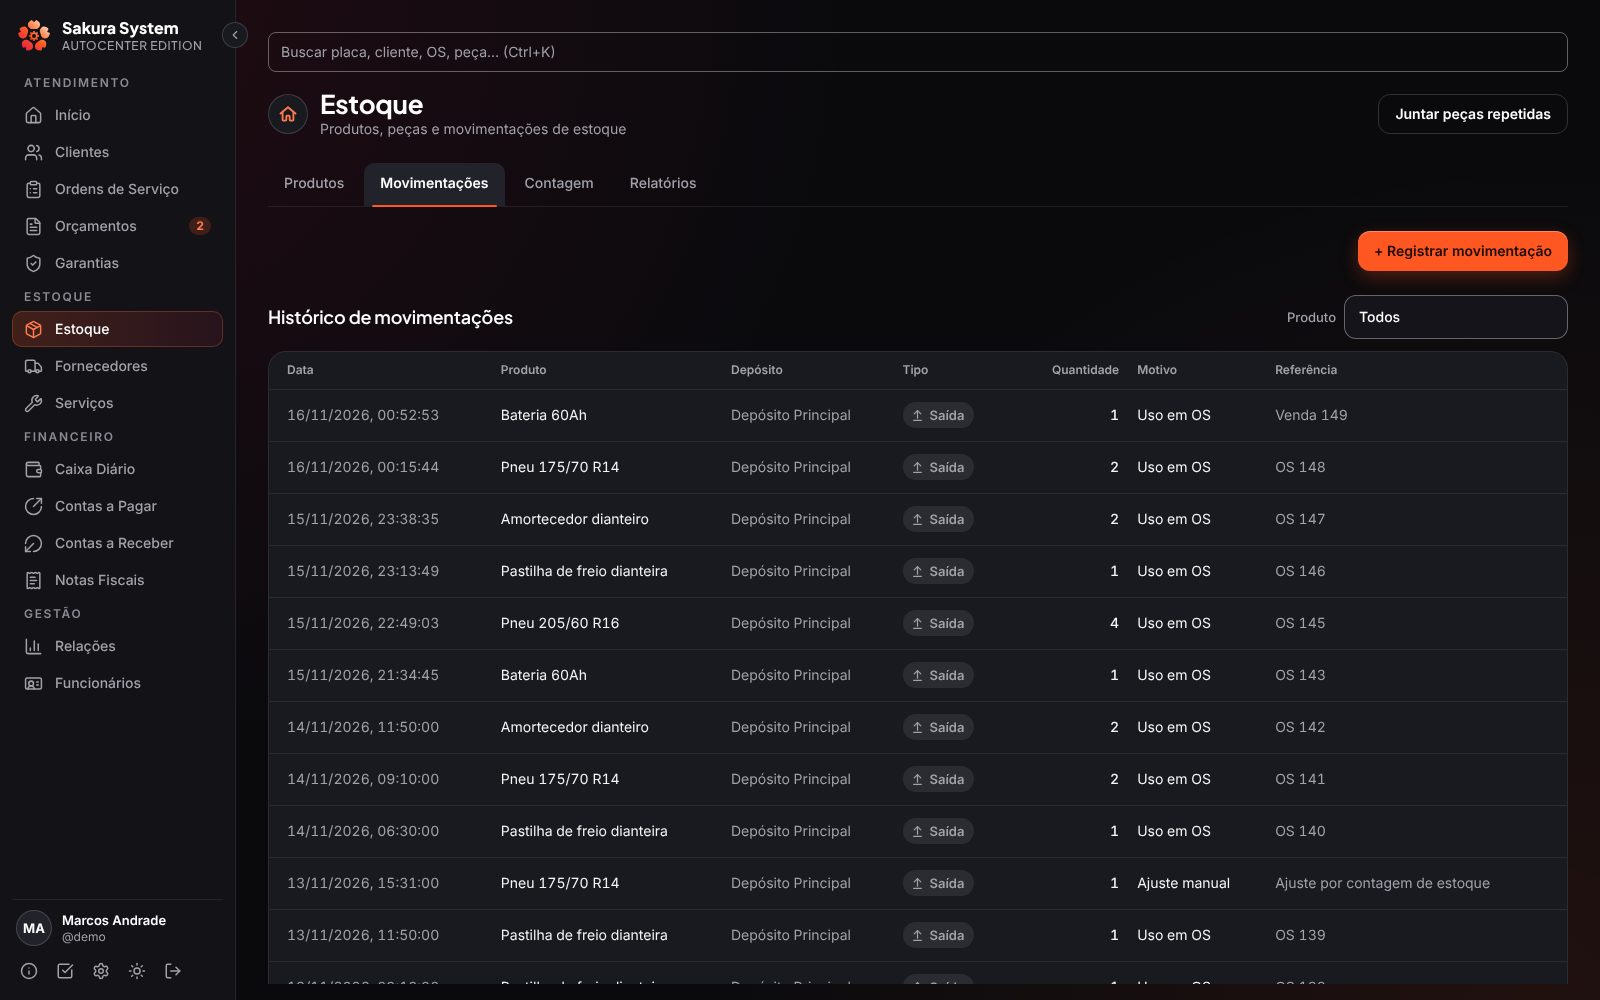 Sakura System
AUTOCENTER EDITION
ATENDIMENTO
Início
Clientes
Ordens de Serviço
Orçamentos 2
Garantias
ESTOQUE
Estoque
Fornecedores
Serviços
FINANCEIRO
Caixa Diário
Contas a Pagar
Contas a Receber
Notas Fiscais
GESTÃO
Relações
Funcionários
MA
Marcos Andrade
@demo
Buscar placa, cliente, OS, peça... (Ctrl+K)
Estoque
Produtos, peças e movimentações de estoque
Juntar peças repetidas
Produtos Movimentações Contagem Relatórios
+ Registrar movimentação
Histórico de movimentações
Produto Todos
Data Produto Depósito Tipo Quantidade Motivo Referência
16/11/2026, 00:52:53 Bateria 60Ah Depósito Principal Saída 1 Uso em OS Venda 149
16/11/2026, 00:15:44 Pneu 175/70 R14 Depósito Principal Saída 2 Uso em OS OS 148
15/11/2026, 23:38:35 Amortecedor dianteiro Depósito Principal Saída 2 Uso em OS OS 147
15/11/2026, 23:13:49 Pastilha de freio dianteira Depósito Principal Saída 1 Uso em OS OS 146
15/11/2026, 22:49:03 Pneu 205/60 R16 Depósito Principal Saída 4 Uso em OS OS 145
15/11/2026, 21:34:45 Bateria 60Ah Depósito Principal Saída 1 Uso em OS OS 143
14/11/2026, 11:50:00 Amortecedor dianteiro Depósito Principal Saída 2 Uso em OS OS 142
14/11/2026, 09:10:00 Pneu 175/70 R14 Depósito Principal Saída 2 Uso em OS OS 141
14/11/2026, 06:30:00 Pastilha de freio dianteira Depósito Principal Saída 1 Uso em OS OS 140
13/11/2026, 15:31:00 Pneu 175/70 R14 Depósito Principal Saída 1 Ajuste manual Ajuste por contagem de estoque
13/11/2026, 11:50:00 Pastilha de freio dianteira Depósito Principal Saída 1 Uso em OS OS 139